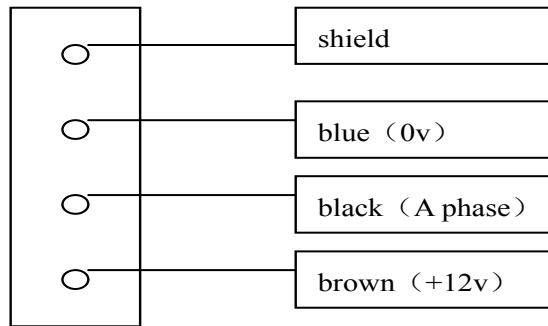 shield
blue（0v）
black（A phase）
brown（+12v）